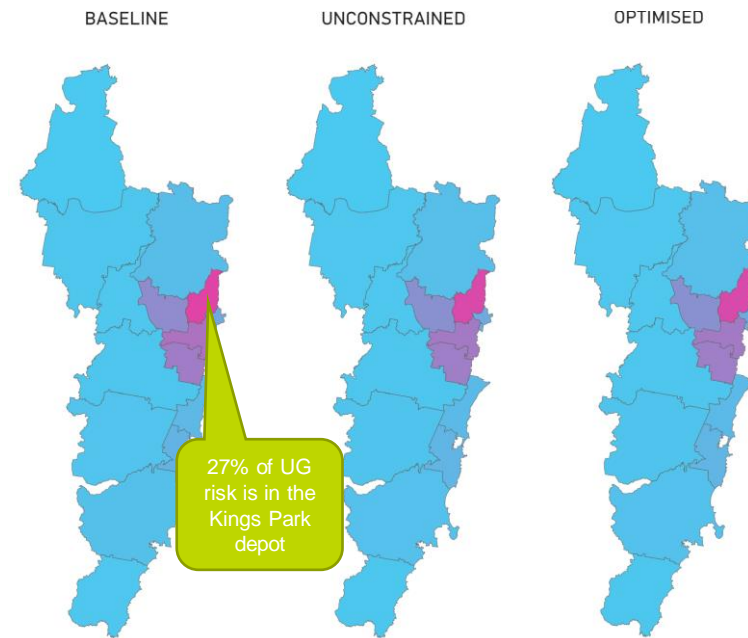 BASELINE
UNCONSTRAINED
OPTIMISED
27% of UG
risk is in the
Kings Park
depot